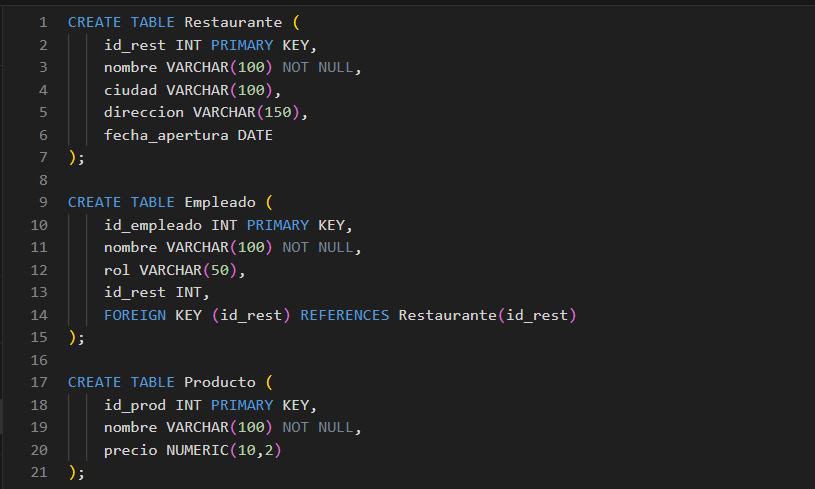 1 CREATE TABLE Restaurante (
2 id_rest INT PRIMARY KEY,
3 nombre VARCHAR(100) NOT NULL,
4 ciudad VARCHAR(100),
5 direccion VARCHAR(150),
6 fecha_apertura DATE
7 );
8
9 CREATE TABLE Empleado (
10 id_empleado INT PRIMARY KEY,
11 nombre VARCHAR(100) NOT NULL,
12 rol VARCHAR(50),
13 id_rest INT,
14 FOREIGN KEY (id_rest) REFERENCES Restaurante(id_rest)
15 );
16
17 CREATE TABLE Producto (
18 id_prod INT PRIMARY KEY,
19 nombre VARCHAR(100) NOT NULL,
20 precio NUMERIC(10,2)
21 );